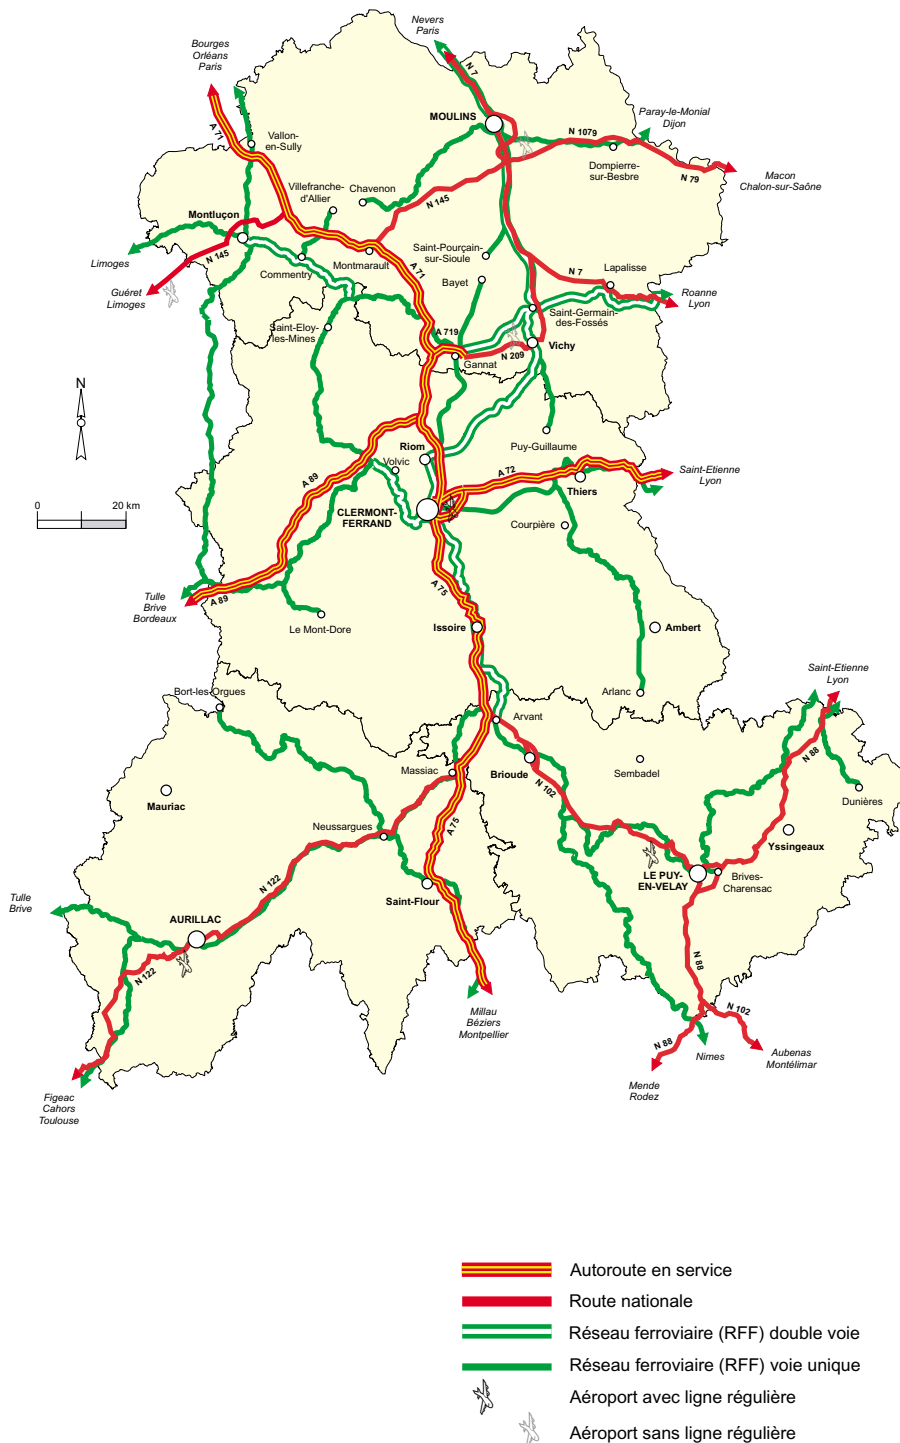 Nevers
Paris
Bourges
Orléans
Paris
N 7
MOULINS
Paray-le-Monial
Dijon
N 1079
A 71
Vallon-
en-Sully
Dompierre-
sur-Besbre
N 79
Macon
Chalon-sur-Saône
Villefranche-
d'Allier
Chavenon
N 145
Montluçon
Saint-Pourçain-
sur-Sioule
Limoges
N 145
Commentry
Montmarault
A 71
Bayet
N 7
Lapalisse
Guéret
Limoges
Roanne
Lyon
Saint-Germain-
des-Fossés
Saint-Eloy-
les-Mines
A 719
Vichy
N 209
Gannat
N
Puy-Guillaume
Riom
Volvic
A 72
Saint-Etienne
Lyon
A 89
Thiers
0
20 km
CLERMONT-
FERRAND
Courpière
A 75
Tulle
Brive
Bordeaux
A 89
Le Mont-Dore
Issoire
Ambert
Saint-Etienne
Lyon
Bort-les-Orgues
Arlanc
Arvant
N 88
Massiac
Brioude
Sembadel
Mauriac
N 102
Dunières
A 75
Neussargues
Yssingeaux
N 122
LE PUY-
EN-VELAY
Brives-
Charensac
Tulle
Brive
Saint-Flour
AURILLAC
N 88
N 122
Millau
Béziers
Montpellier
N 102
N 88
Nimes
Aubenas
Montélimar
Mende
Rodez
Figeac
Cahors
Toulouse
Autoroute en service
Route nationale
Réseau ferroviaire (RFF) double voie
Réseau ferroviaire (RFF) voie unique
Aéroport avec ligne régulière
Aéroport sans ligne régulière